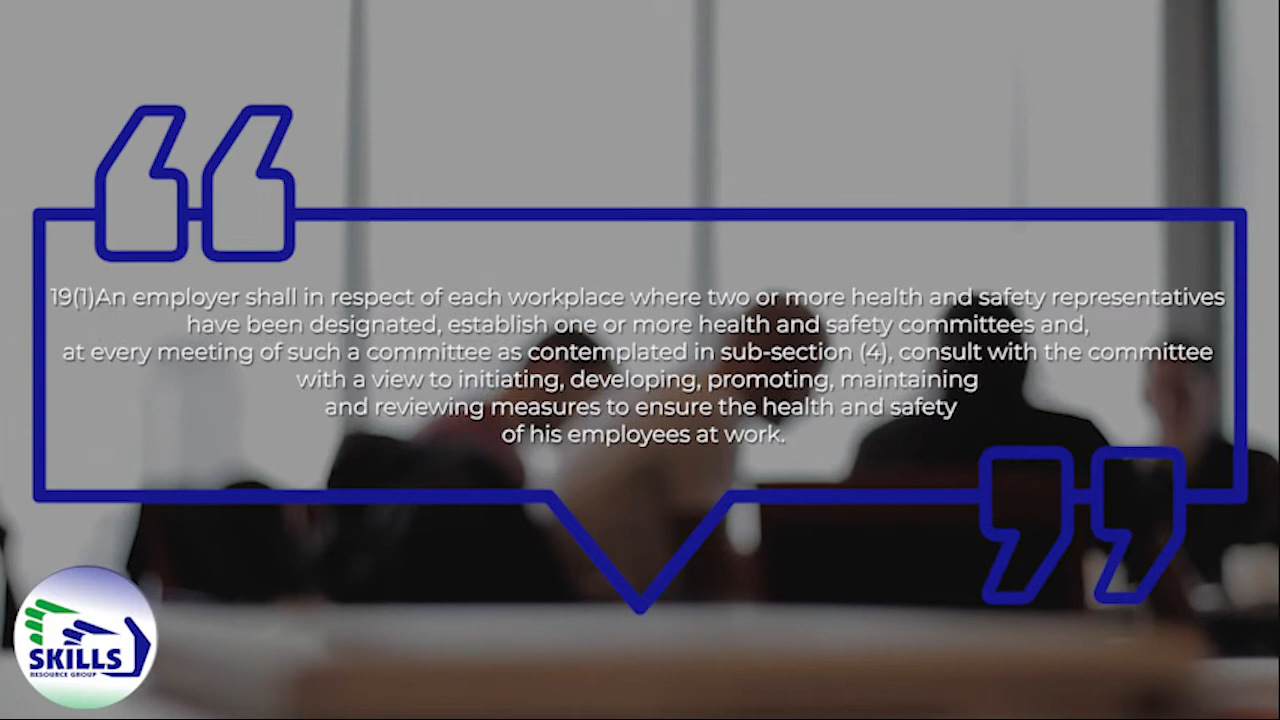 19(1)An employer shall in respect of each workplace where two or more health and safety representatives
have been designated, establish one or more health and safety committees and,
at every meeting of such a committee as contemplated in sub-section (4), consult with the committee
with a view to initiating, developing, promoting, maintaining
and reviewing measures to ensure the health and safety
of his employees at work.
SKILLS
RESOURCE GROUP